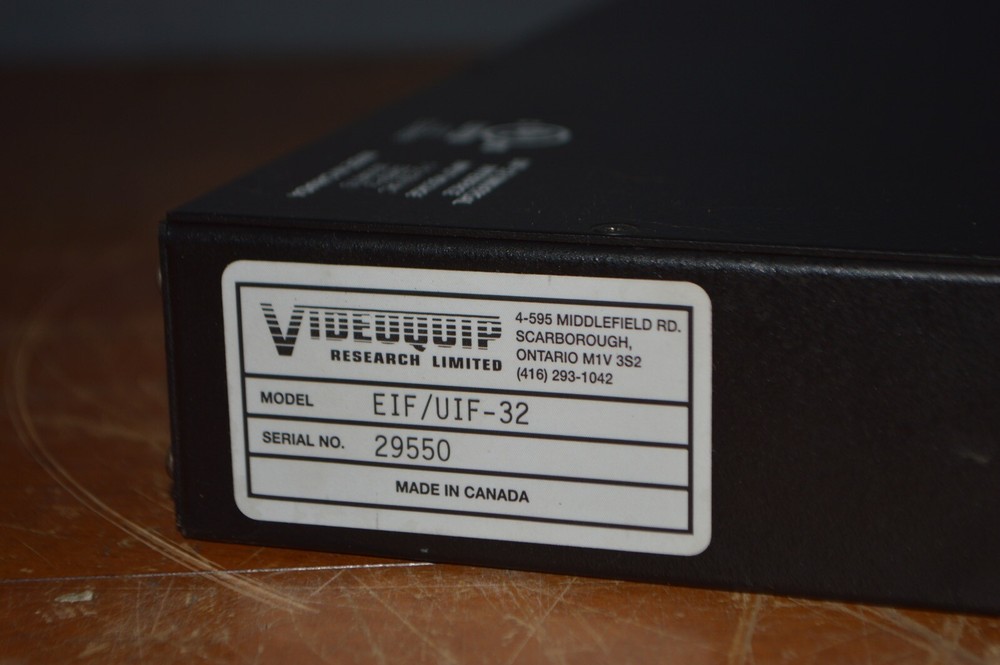 VIDEOQUIP
RESEARCH LIMITED
4-595 MIDDLEFIELD RD.
SCARBOROUGH,
ONTARIO M1V 3S2
(416) 293-1042
MODEL EIF/UIF-32
SERIAL NO. 29550
MADE IN CANADA